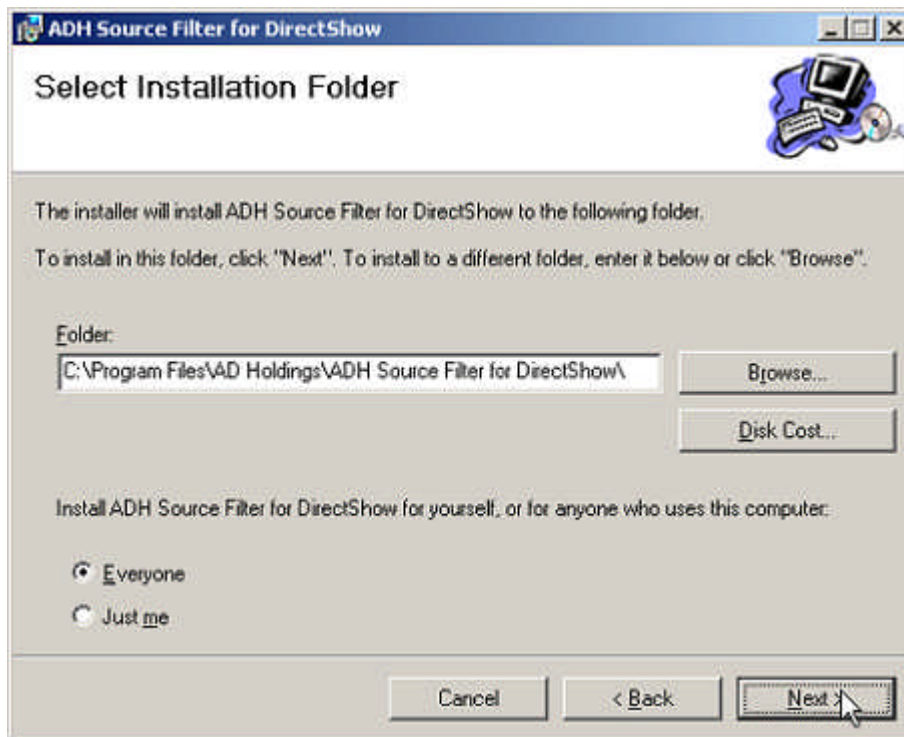 ADH Source Filter for DirectShow
Select Installation Folder
The installer will install ADH Source Filter for DirectShow to the following folder.
To install in this folder, click "Next". To install to a different folder, enter it below or click "Browse".
Folder:
C:\Program Files\AD Holdings\ADH Source Filter for DirectShow\
Browse...
Disk Cost...
Install ADH Source Filter for DirectShow for yourself, or for anyone who uses this computer:
Everyone
Just me
Cancel
< Back
Next >